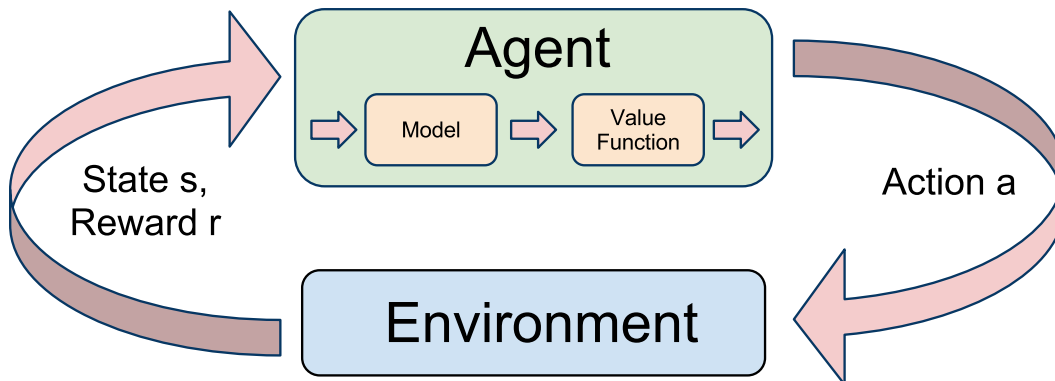 Agent
Model
Value
Function
State s,
Reward r
Action a
Environment